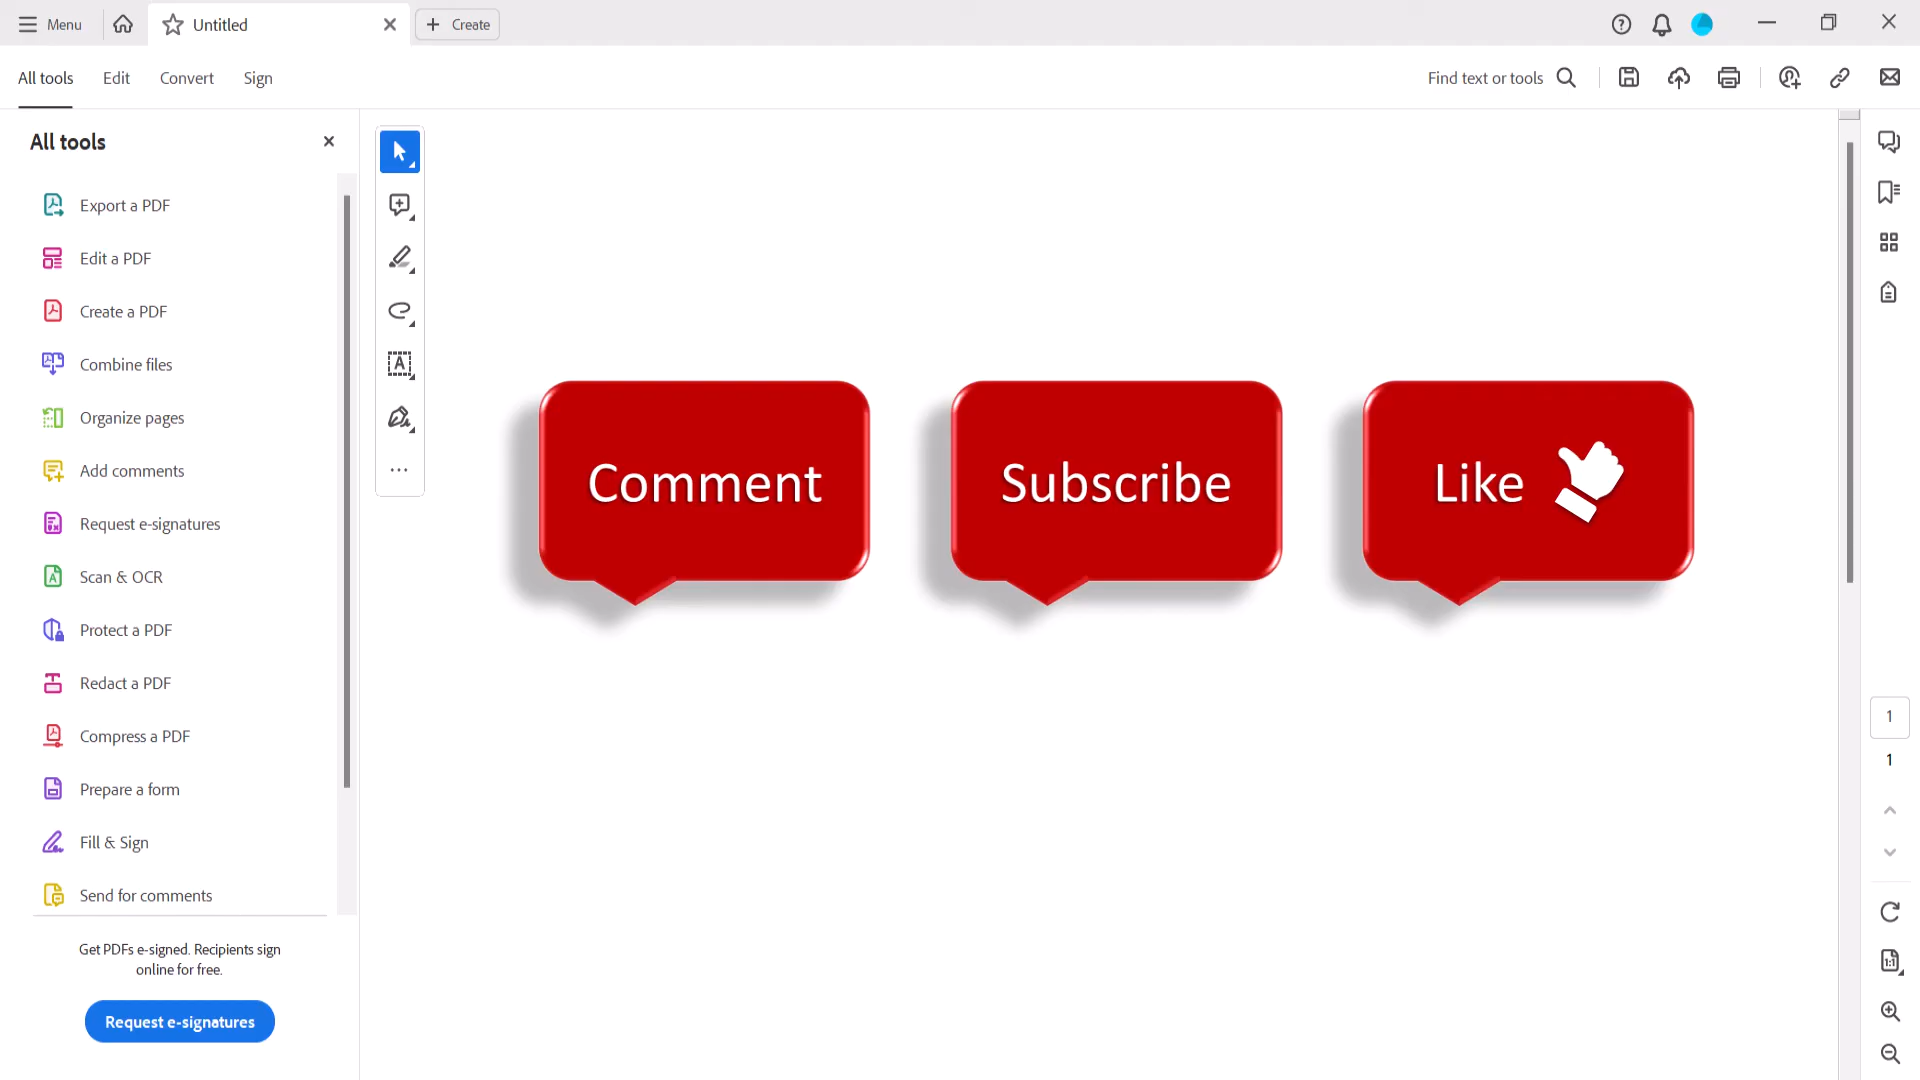 Menu
Untitled
Create
All tools
Edit
Convert
Sign
Find text or tools
All tools
Export a PDF
Edit a PDF
Create a PDF
Combine files
Organize pages
Add comments
Request e-signatures
Scan & OCR
Protect a PDF
Redact a PDF
Compress a PDF
Prepare a form
Fill & Sign
Send for comments
Get PDFs e-signed. Recipients sign
online for free.
Request e-signatures
Comment
Subscribe
Like
1
1